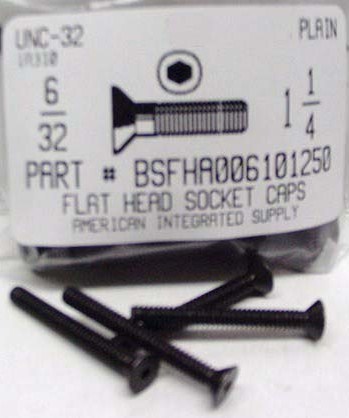 UNC-32 PLAIN
6
32
1 1
4
PART # BSFHA006101250
FLAT HEAD SOCKET CAPS
AMERICAN INTEGRATED SUPPLY